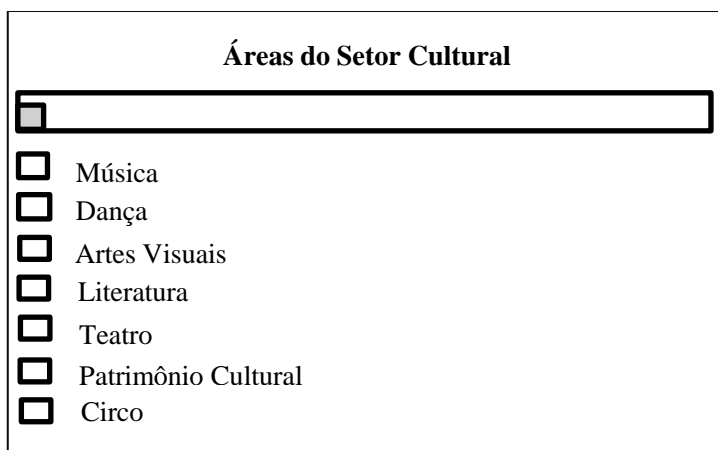 Áreas do Setor Cultural
Música
Dança
Artes Visuais
Literatura
Teatro
Patrimônio Cultural
Circo